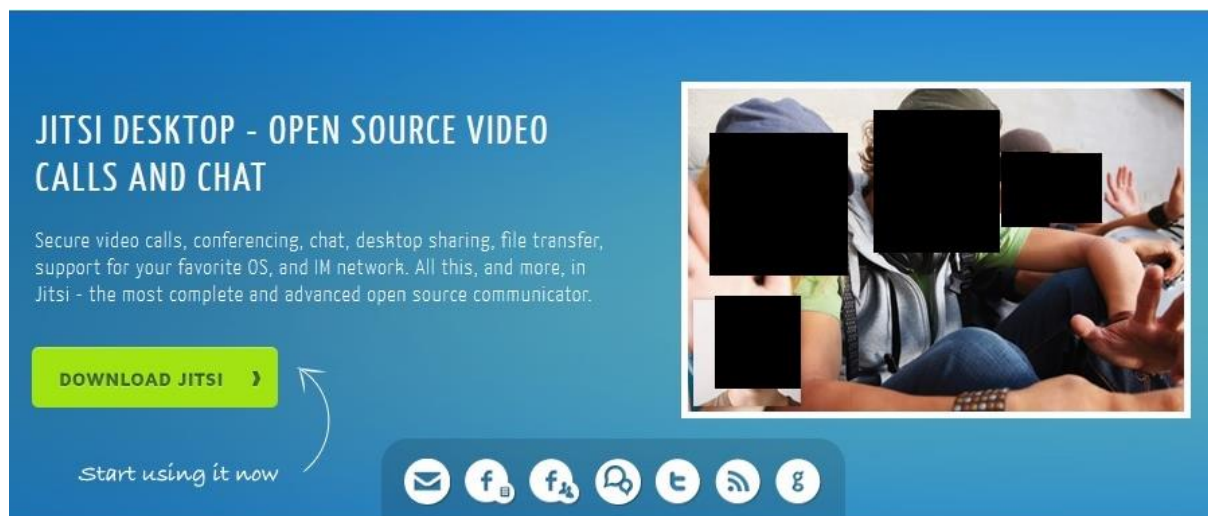 JITSI DESKTOP - OPEN SOURCE VIDEO
CALLS AND CHAT
Secure video calls, conferencing, chat, desktop sharing, file transfer,
support for your favorite OS, and IM network. All this, and more, in
Jitsi - the most complete and advanced open source communicator.
DOWNLOAD JITSI
Start using it now